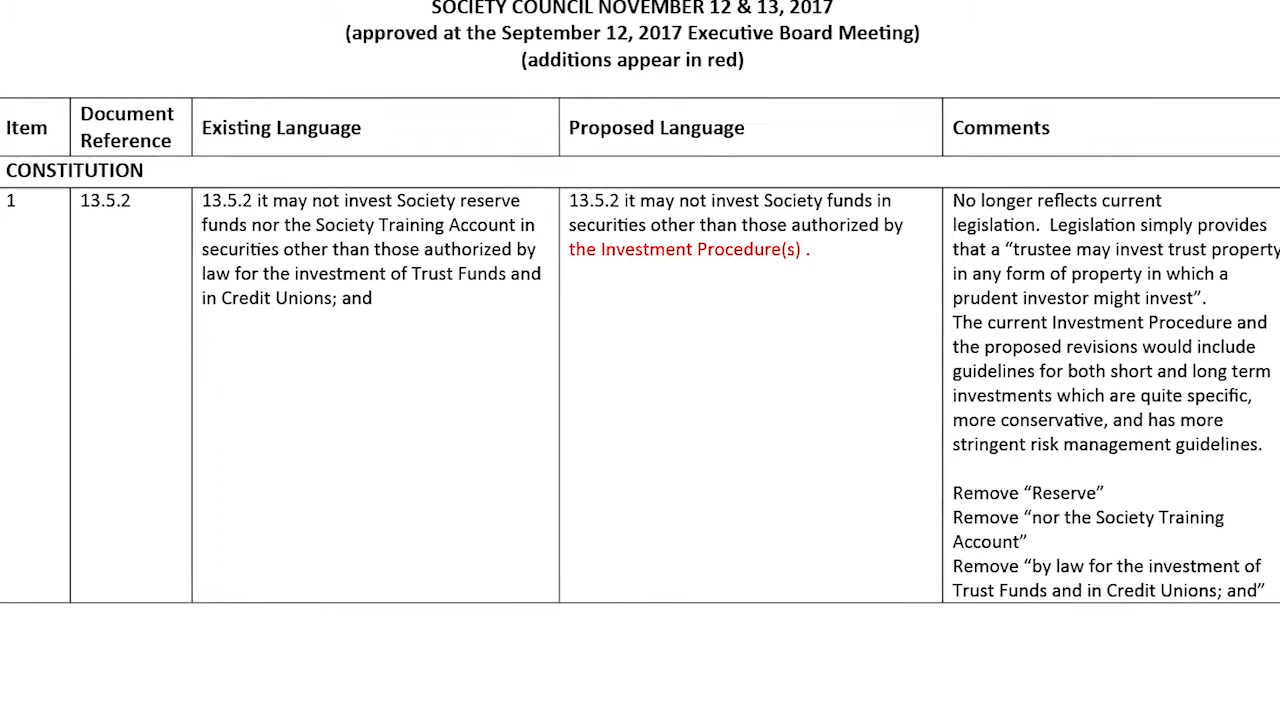 SOCIETY COUNCIL NOVEMBER 12 & 13, 2017
(approved at the September 12, 2017 Executive Board Meeting)
(additions appear in red)
Item
Document
Reference
Existing Language
Proposed Language
Comments
CONSTITUTION
1
13.5.2
13.5.2 it may not invest Society reserve
funds nor the Society Training Account in
securities other than those authorized by
law for the investment of Trust Funds and
in Credit Unions; and
13.5.2 it may not invest Society funds in
securities other than those authorized by
the Investment Procedure(s) .
No longer reflects current
legislation.  Legislation simply provides
that a “trustee may invest trust property
in any form of property in which a
prudent investor might invest”.
The current Investment Procedure and
the proposed revisions would include
guidelines for both short and long term
investments which are quite specific,
more conservative, and has more
stringent risk management guidelines.
Remove “Reserve”
Remove “nor the Society Training
Account”
Remove “by law for the investment of
Trust Funds and in Credit Unions; and”